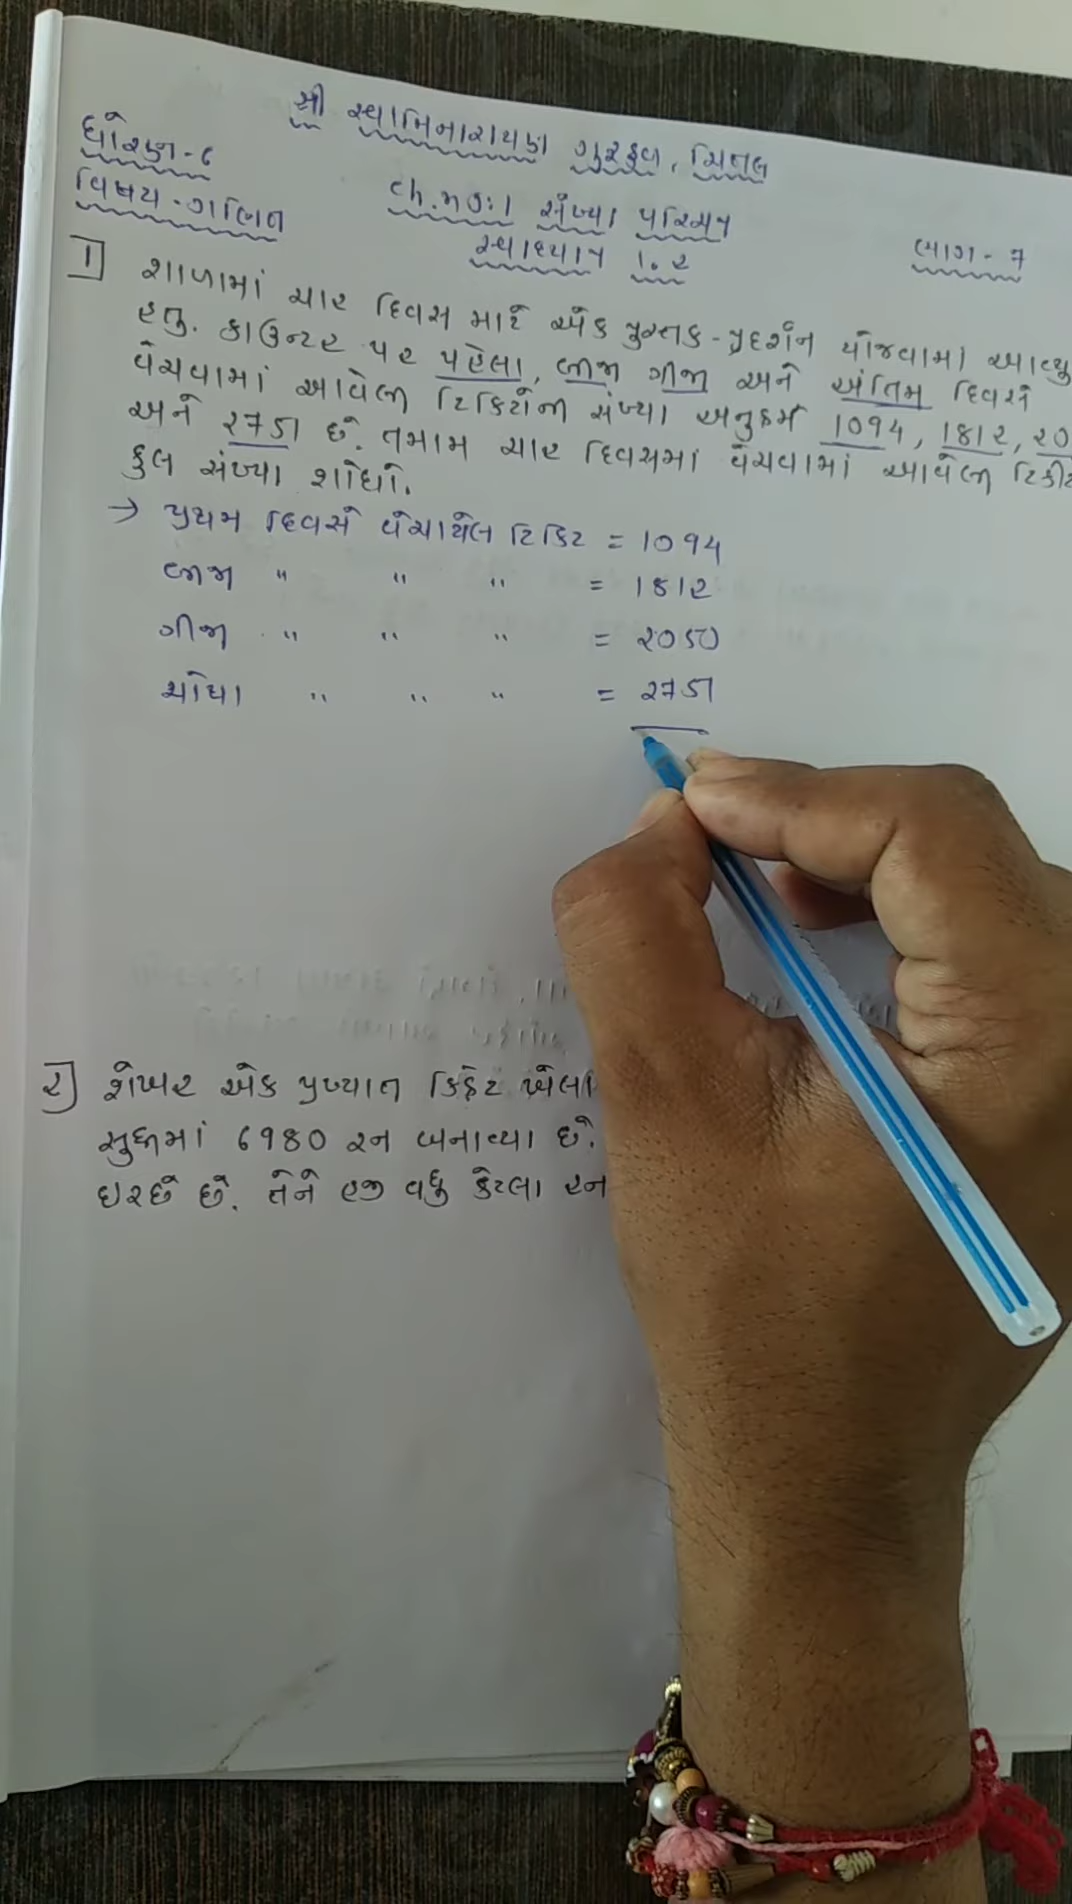 શ્રી સ્વામિનારાયણ ગુરુકુલ, ચિતલ
ધોરણ-૬
વિષય-ગણિત
ch.no:1 સંખ્યા પરિચય
સ્વાધ્યાય 1.2
ભાગ-7
1] શાળામાં ચાર દિવસ માટે એક પુસ્તક-પ્રદર્શન યોજવામાં આવ્યુ
હતુ. કાઉન્ટર પર પહેલા, બીજા ત્રીજા અને અંતિમ દિવસે
વેચવામાં આવેલી ટિકિટોની સંખ્યા અનુક્રમે 1094, 1812, 20
અને 2751 છે. તમામ ચાર દિવસમાં વેચવામાં આવેલી ટિકીટ
કુલ સંખ્યા શોધો.
→ પ્રથમ દિવસે વેચાયેલ ટિકિટ = 1094
બીજા " " " = 1812
ત્રીજા " " " = 2050
ચોથા " " " = 2751
2] શેખર એક પ્રખ્યાત ક્રિકેટ ખેલા
સુધીમાં 6980 રન બનાવ્યા છે.
ઇચ્છે છે. તેને હજી વધુ કેટલા રન